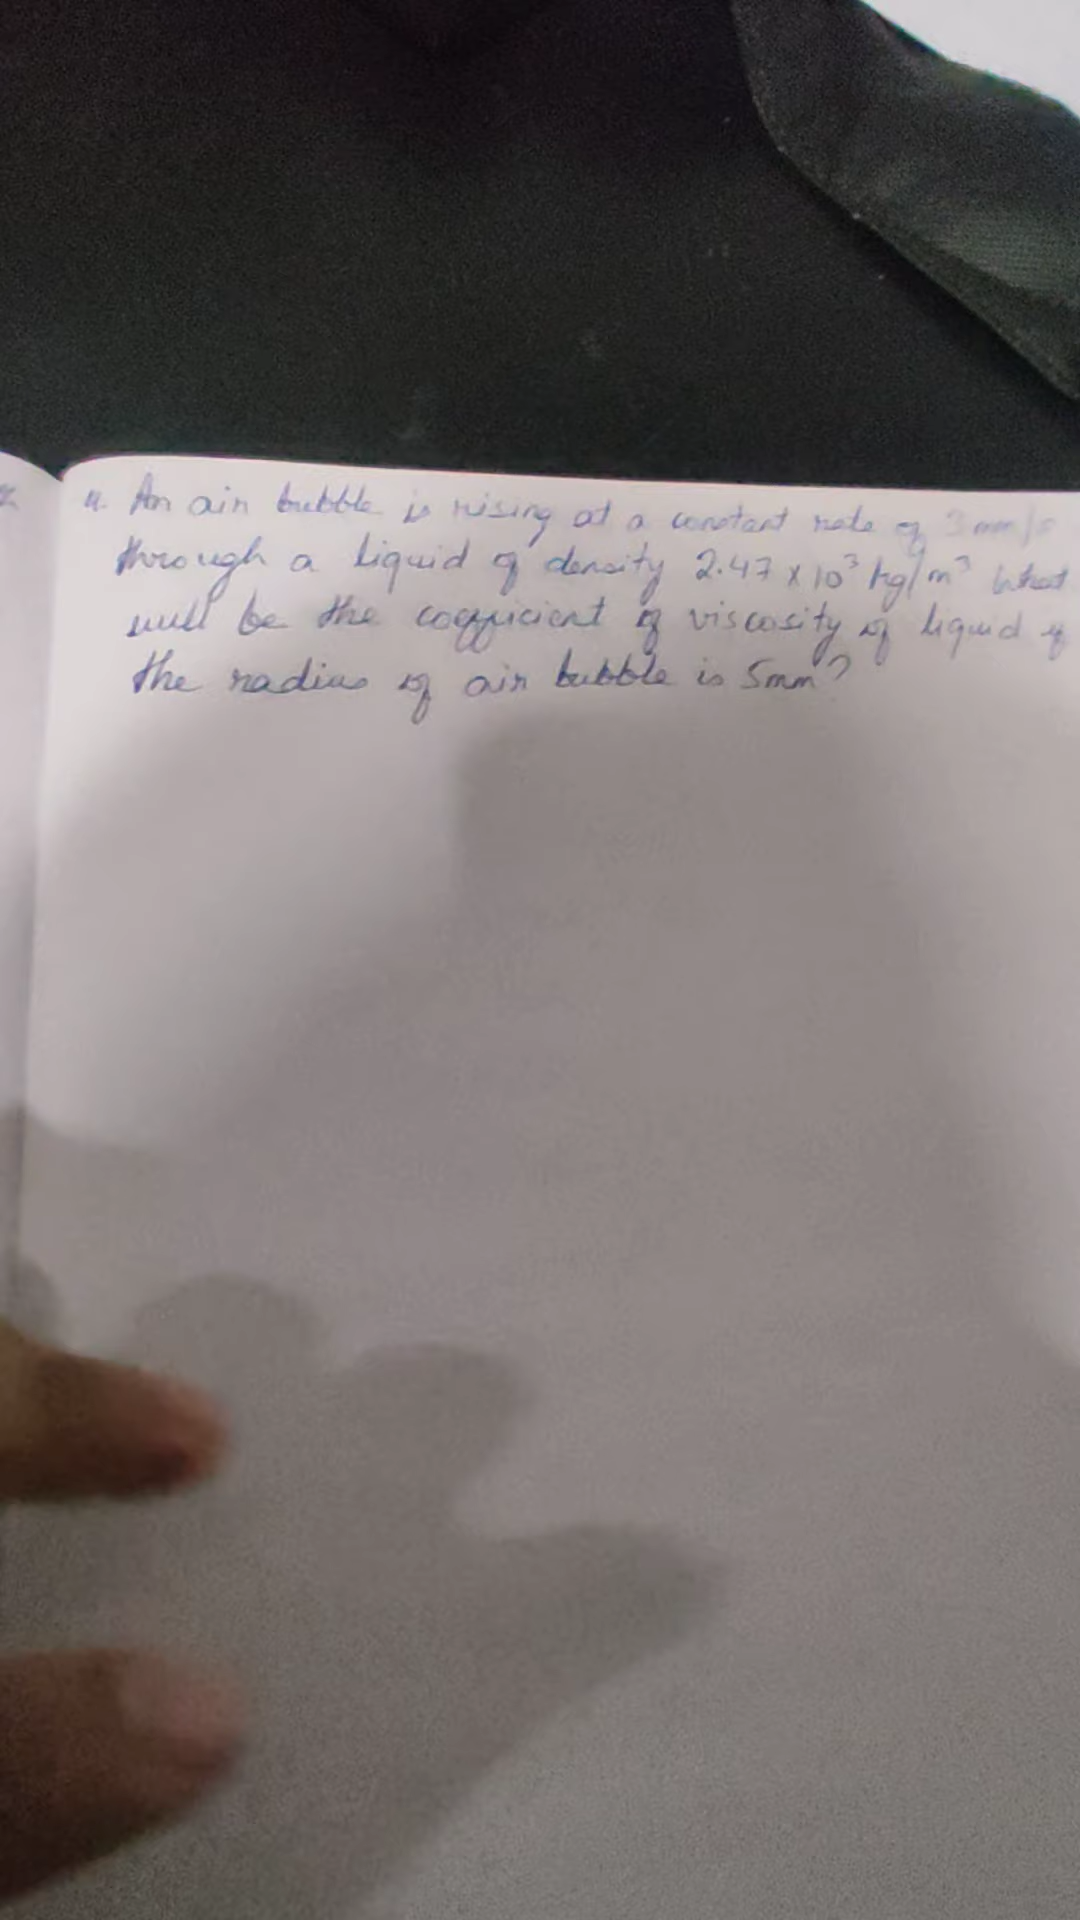 4. An air bubble is rising at a constant rate of 3 mm/s
through a liquid of density 2.47 x 10³ kg/m³ What
will be the coefficient of viscosity of liquid if
the radius of air bubble is 5mm?